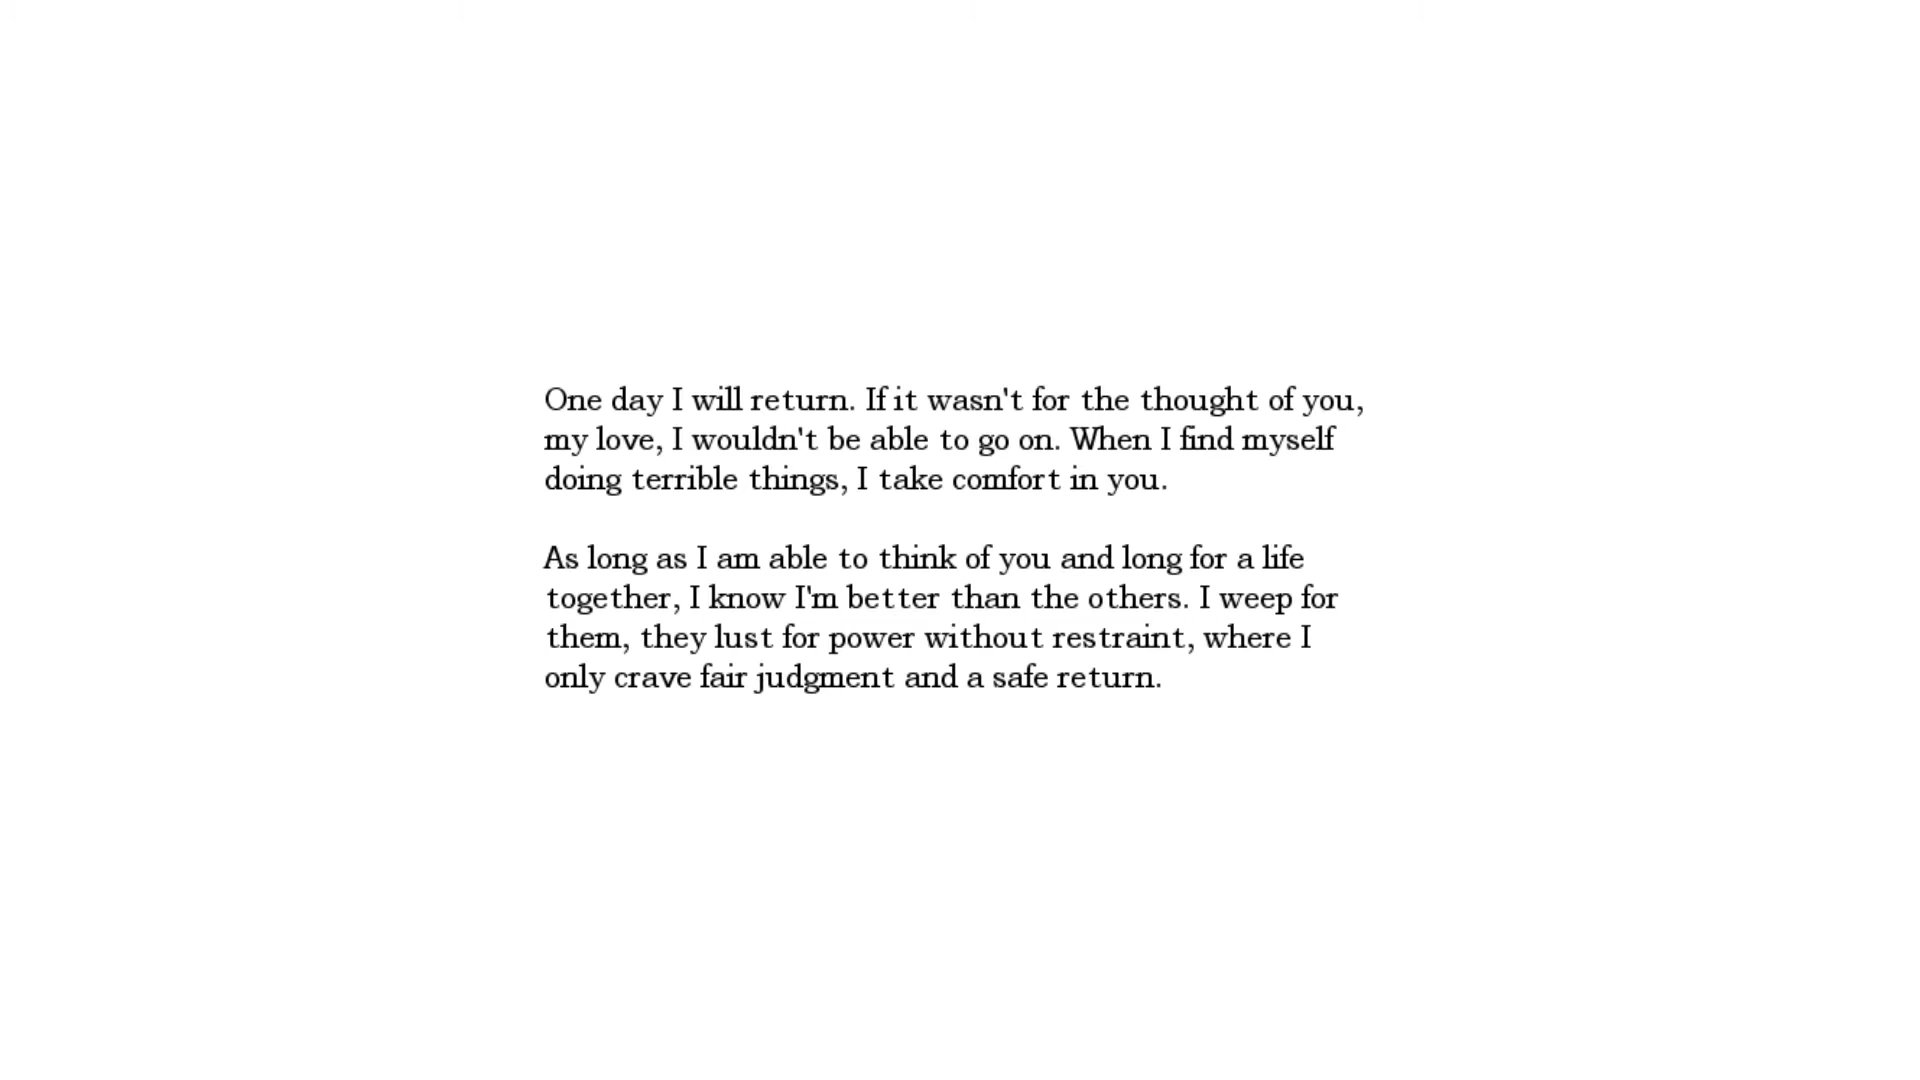 One day I will return. If it wasn't for the thought of you,
my love, I wouldn't be able to go on. When I find myself
doing terrible things, I take comfort in you.
As long as I am able to think of you and long for a life
together, I know I'm better than the others. I weep for
them, they lust for power without restraint, where I
only crave fair judgment and a safe return.